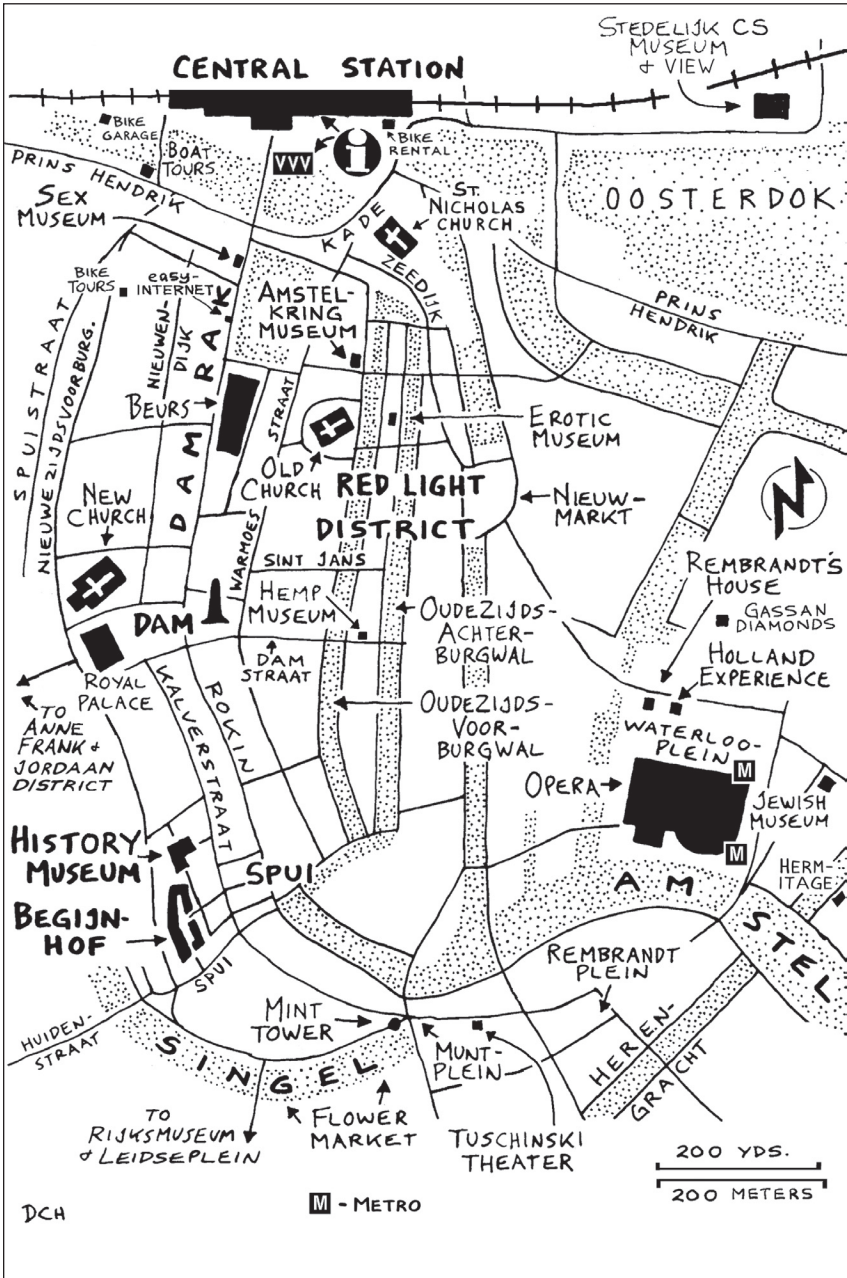 STEDELIJK CS
MUSEUM
& VIEW
CENTRAL STATION
BIKE
GARAGE
BOAT
TOURS
VVV
i
BIKE
RENTAL
PRINS HENDRIK
KADE
ST.
NICHOLAS
CHURCH
OOSTERDOK
SEX
MUSEUM
ZEEDIJK
BIKE
TOURS
easy-
INTERNET
AMSTEL-
KRING
MUSEUM
PRINS
HENDRIK
SPUISTRAAT
NIEUWE ZIJDSVOORBURG.
NIEUWEN-
DIJK
DAMRAK
BEURS
WARMOES STRAAT
OLD
CHURCH
EROTIC
MUSEUM
RED LIGHT
DISTRICT
NIEUW-
MARKT
N
NEW
CHURCH
SINT JANS
HEMP
MUSEUM
OUDEZIJDS-
ACHTER-
BURGWAL
REMBRANDT'S
HOUSE
GASSAN
DIAMONDS
DAM
DAM
STRAAT
HOLLAND
EXPERIENCE
ROYAL
PALACE
KALVERSTRAAT
ROKIN
OUDEZIJDS-
VOOR-
BURGWAL
WATERLOO-
PLEIN
M
TO
ANNE
FRANK &
JORDAAN
DISTRICT
OPERA
JEWISH
MUSEUM
M
HISTORY
MUSEUM
SPUI
HERM-
ITAGE
AMSTEL
BEGIJN-
HOF
SPUI
REMBRANDT
PLEIN
HUIDEN-
STRAAT
MINT
TOWER
MUNT-
PLEIN
HEREN-
GRACHT
SINGEL
TO
RIJKSMUSEUM
& LEIDSEPLEIN
FLOWER
MARKET
TUSCHINSKI
THEATER
200 YDS.
200 METERS
DCH
M - METRO